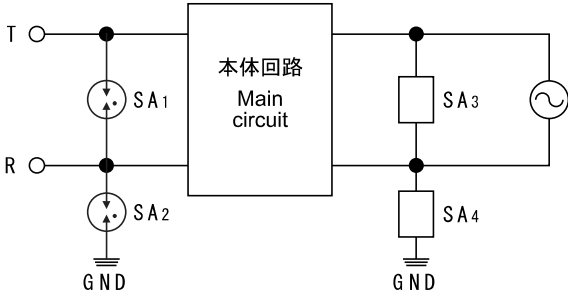 T
本体回路
Main
circuit
SA1
SA3
R
SA2
SA4
GND
GND